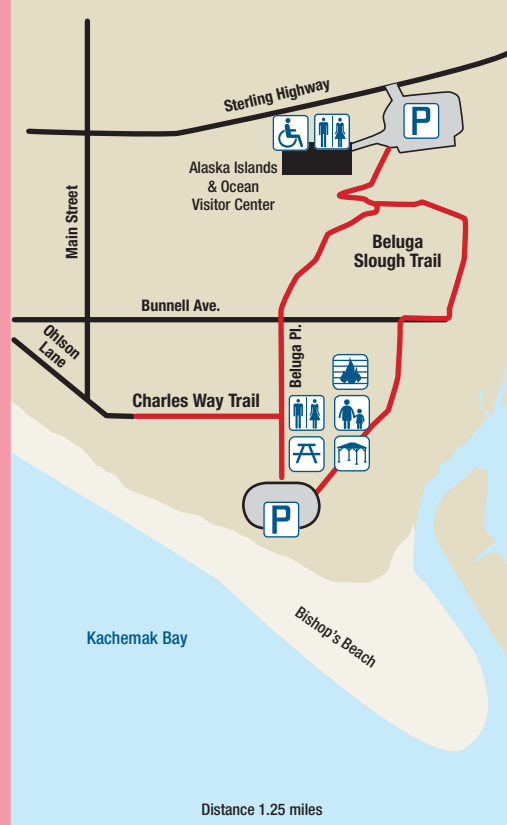 Sterling Highway
P
Alaska Islands
& Ocean
Visitor Center
Main Street
Beluga
Slough Trail
Bunnell Ave.
Ohlson
Lane
Beluga Pl.
Charles Way Trail
P
Bishop's Beach
Kachemak Bay
Distance 1.25 miles